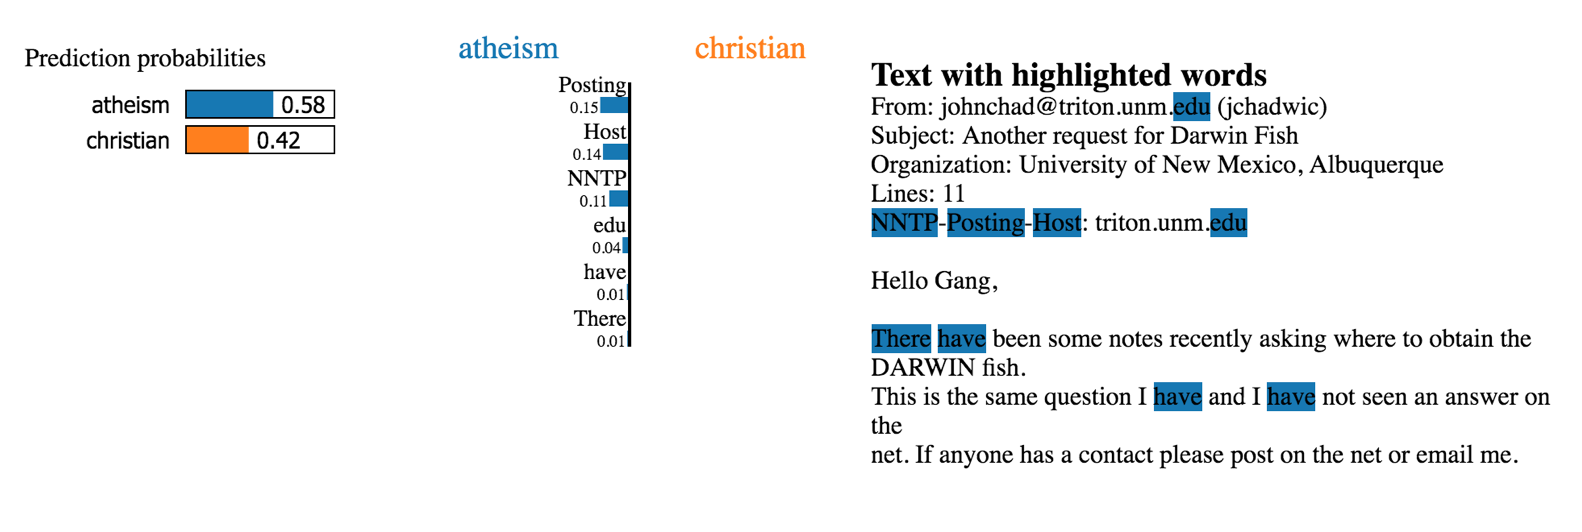 Prediction probabilities
atheism 0.58
christian 0.42
atheism christian
Posting
0.15
Host
0.14
NNTP
0.11
edu
0.04
have
0.01
There
0.01
Text with highlighted words
From: johnchad@triton.unm.edu (jchadwic)
Subject: Another request for Darwin Fish
Organization: University of New Mexico, Albuquerque
Lines: 11
NNTP-Posting-Host: triton.unm.edu
Hello Gang,
There have been some notes recently asking where to obtain the
DARWIN fish.
This is the same question I have and I have not seen an answer on
the
net. If anyone has a contact please post on the net or email me.